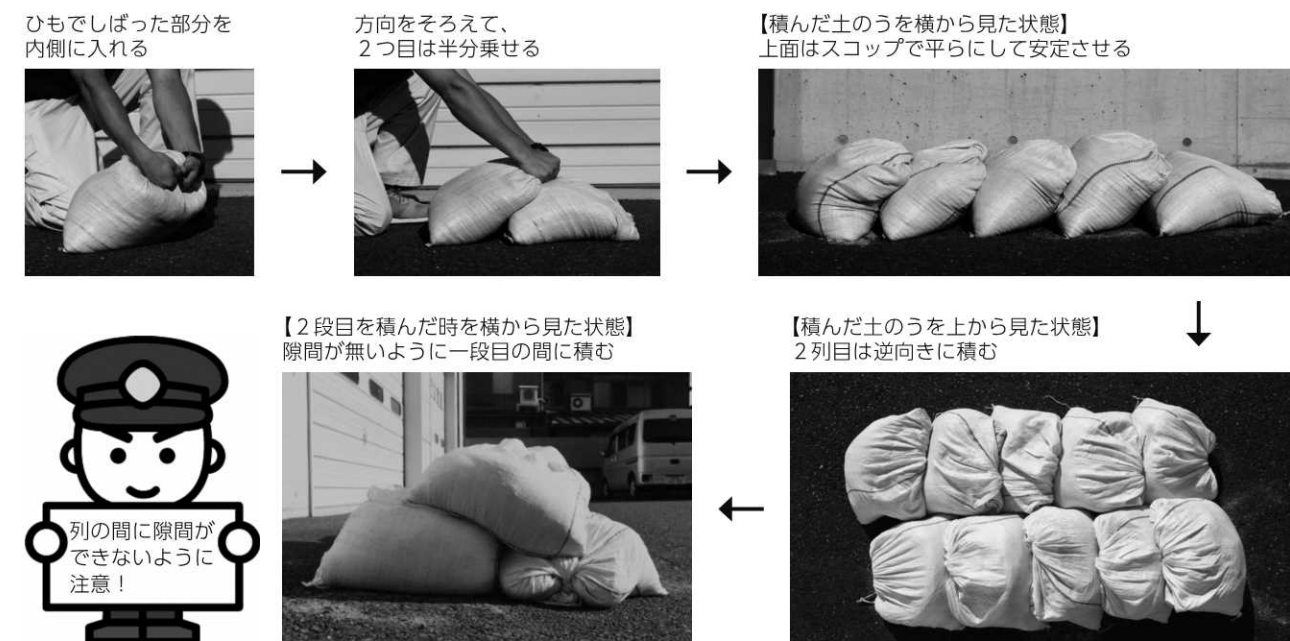 ひもでしばった部分を
内側に入れる
方向をそろえて、
２つ目は半分乗せる
【積んだ土のうを横から見た状態】
上面はスコップで平らにして安定させる
【積んだ土のうを上から見た状態】
２列目は逆向きに積む
【２段目を積んだ時を横から見た状態】
隙間が無いように一段目の間に積む
列の間に隙間が
できないように
注意！